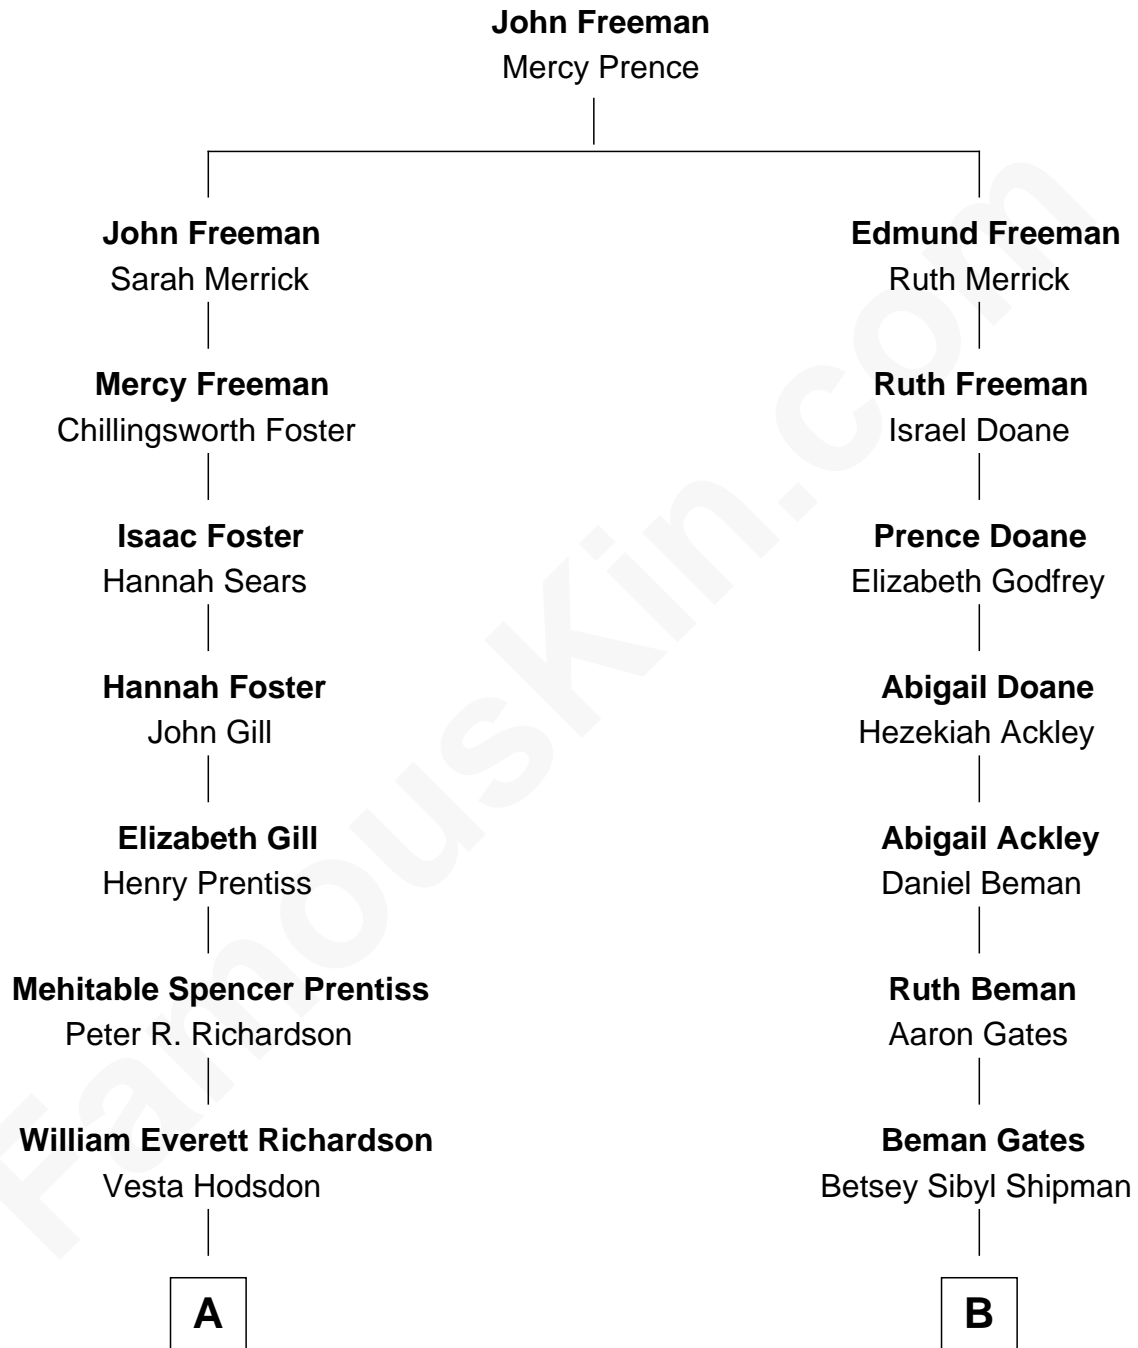 John Freeman
Mercy Prence
John Freeman
Sarah Merrick
Edmund Freeman
Ruth Merrick
Mercy Freeman
Chillingsworth Foster
Ruth Freeman
Israel Doane
Isaac Foster
Hannah Sears
Prence Doane
Elizabeth Godfrey
Hannah Foster
John Gill
Abigail Doane
Hezekiah Ackley
Elizabeth Gill
Henry Prentiss
Abigail Ackley
Daniel Beman
Mehitable Spencer Prentiss
Peter R. Richardson
Ruth Beman
Aaron Gates
William Everett Richardson
Vesta Hodsdon
Beman Gates
Betsey Sibyl Shipman
A
B
FamousKin.com